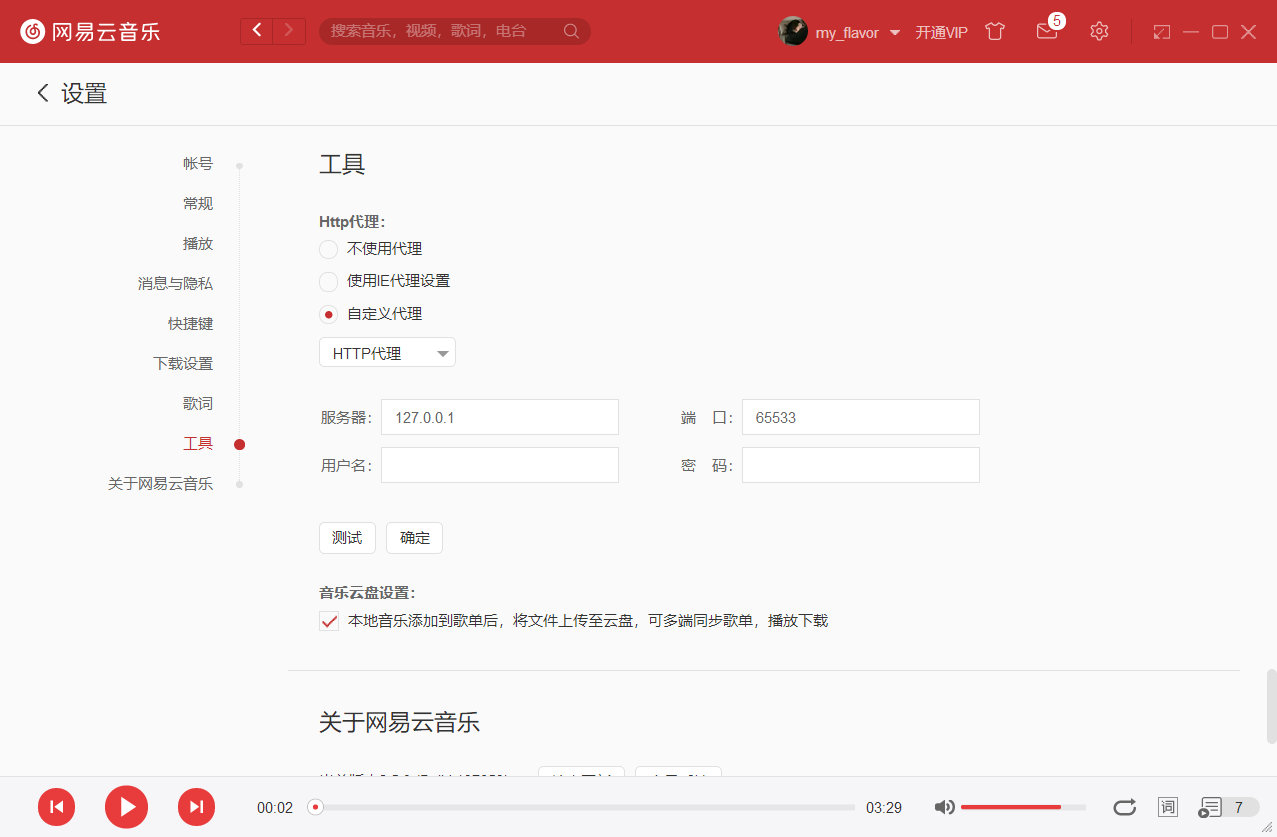 网易云音乐
搜索音乐，视频，歌词，电台
my_flavor
开通VIP
5
设置
帐号
常规
播放
消息与隐私
快捷键
下载设置
歌词
工具
关于网易云音乐
工具
Http代理：
不使用代理
使用IE代理设置
自定义代理
HTTP代理
服务器： 127.0.0.1
端 口： 65533
用户名：
密 码：
测试 确定
音乐云盘设置：
本地音乐添加到歌单后，将文件上传至云盘，可多端同步歌单，播放下载
关于网易云音乐
00:02
03:29
词
7